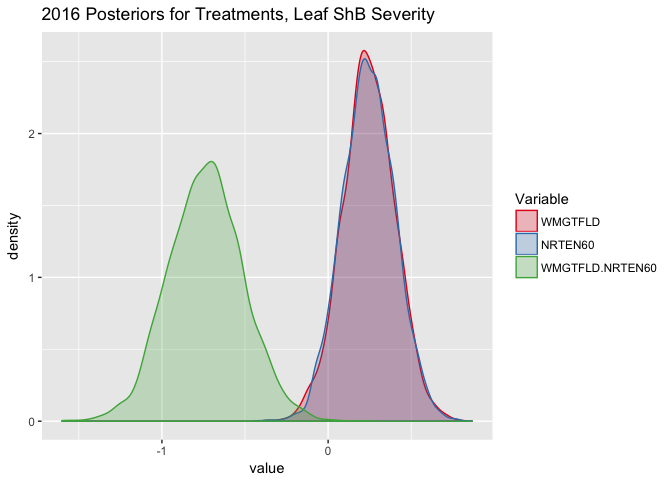 2016 Posteriors for Treatments, Leaf ShB Severity
density
2
1
0
-1
0
value
Variable
WMGTFLD
NRTEN60
WMGTFLD.NRTEN60